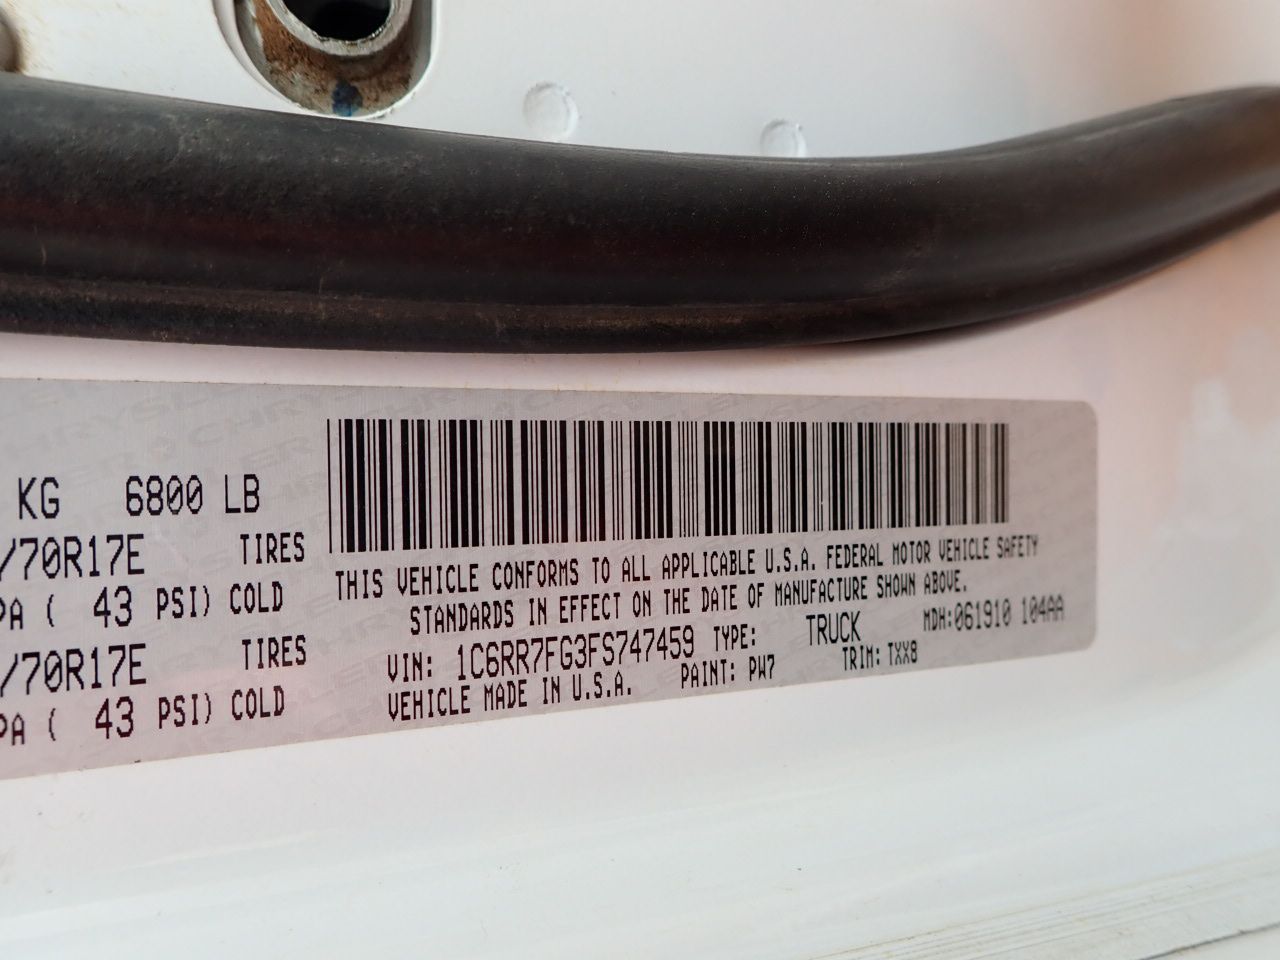 KG 6800 LB
/70R17E TIRES
PA ( 43 PSI) COLD
/70R17E TIRES
PA ( 43 PSI) COLD
THIS VEHICLE CONFORMS TO ALL APPLICABLE U.S.A. FEDERAL MOTOR VEHICLE SAFETY
STANDARDS IN EFFECT ON THE DATE OF MANUFACTURE SHOWN ABOVE.
VIN: 1C6RR7FG3FS747459 TYPE: TRUCK MDH:061910 104AA
VEHICLE MADE IN U.S.A. PAINT: PW7 TRIM: TXX8